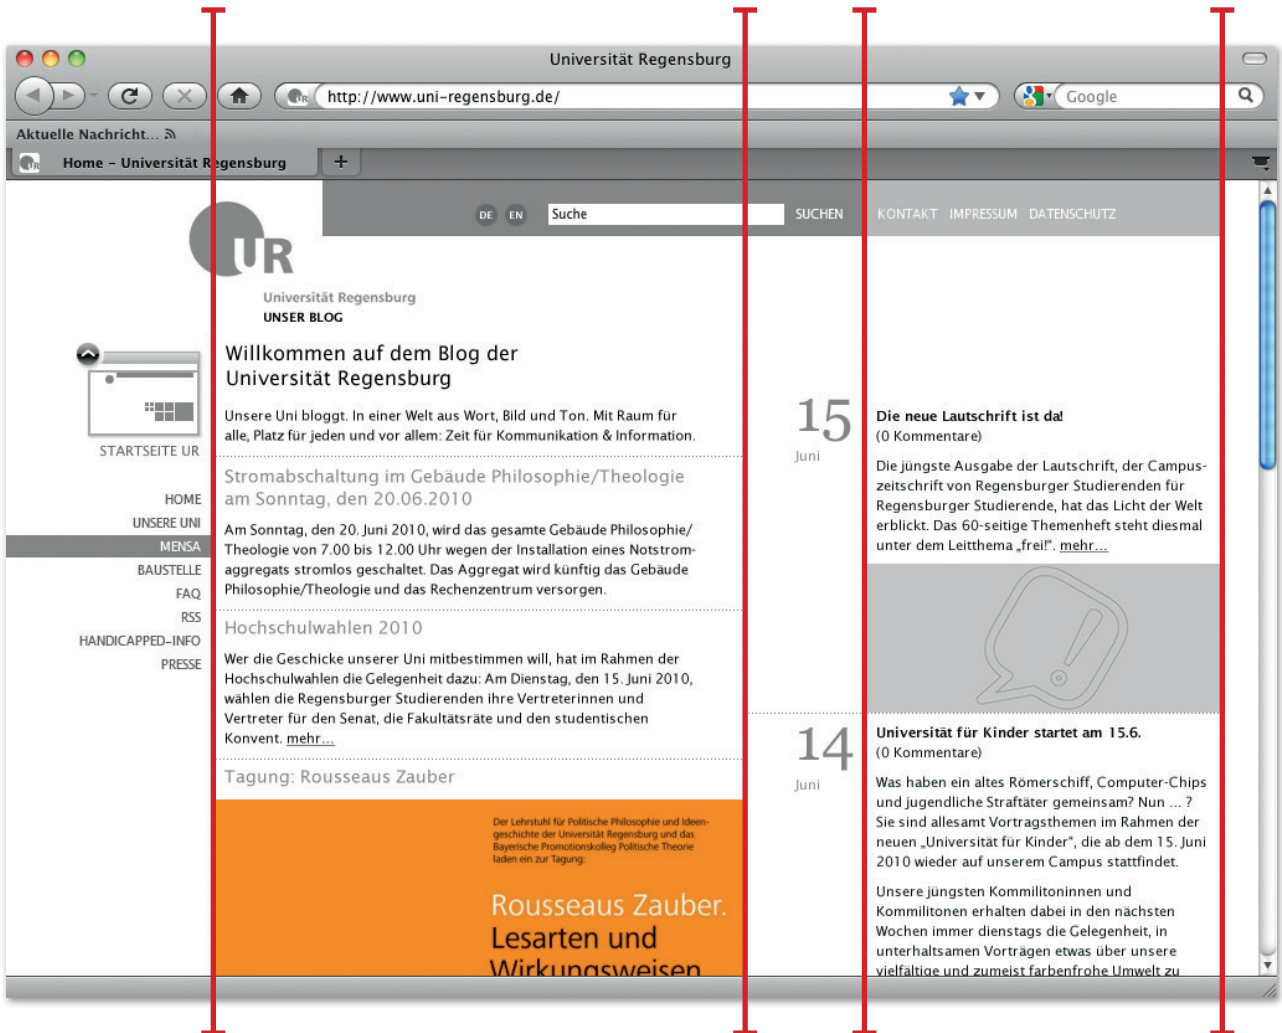 Universität Regensburg
UR
http://www.uni-regensburg.de/
Google
Aktuelle Nachricht...
UR
Home – Universität Regensburg
+
DE EN
Suche
SUCHEN
KONTAKT IMPRESSUM DATENSCHUTZ
UR
Universität Regensburg
UNSER BLOG
STARTSEITE UR
HOME
UNSERE UNI
MENSA
BAUSTELLE
FAQ
RSS
HANDICAPPED-INFO
PRESSE
Willkommen auf dem Blog der
Universität Regensburg
Unsere Uni bloggt. In einer Welt aus Wort, Bild und Ton. Mit Raum für
alle, Platz für jeden und vor allem: Zeit für Kommunikation & Information.
Stromabschaltung im Gebäude Philosophie/Theologie
am Sonntag, den 20.06.2010
Am Sonntag, den 20. Juni 2010, wird das gesamte Gebäude Philosophie/
Theologie von 7.00 bis 12.00 Uhr wegen der Installation eines Notstrom-
aggregats stromlos geschaltet. Das Aggregat wird künftig das Gebäude
Philosophie/Theologie und das Rechenzentrum versorgen.
Hochschulwahlen 2010
Wer die Geschicke unserer Uni mitbestimmen will, hat im Rahmen der
Hochschulwahlen die Gelegenheit dazu: Am Dienstag, den 15. Juni 2010,
wählen die Regensburger Studierenden ihre Vertreterinnen und
Vertreter für den Senat, die Fakultätsräte und den studentischen
Konvent. mehr...
Tagung: Rousseaus Zauber
Der Lehrstuhl für Politische Philosophie und Ideen-
geschichte der Universität Regensburg und das
Bayerische Promotionskolleg Politische Theorie
laden ein zur Tagung:
Rousseaus Zauber.
Lesarten und
Wirkungsweisen
15
Juni
Die neue Lautschrift ist da!
(0 Kommentare)
Die jüngste Ausgabe der Lautschrift, der Campus-
zeitschrift von Regensburger Studierenden für
Regensburger Studierende, hat das Licht der Welt
erblickt. Das 60-seitige Themenheft steht diesmal
unter dem Leitthema „frei!“. mehr...
14
Juni
Universität für Kinder startet am 15.6.
(0 Kommentare)
Was haben ein altes Römerschiff, Computer-Chips
und jugendliche Straftäter gemeinsam? Nun ... ?
Sie sind allesamt Vortragsthemen im Rahmen der
neuen „Universität für Kinder“, die ab dem 15. Juni
2010 wieder auf unserem Campus stattfindet.
Unsere jüngsten Kommilitoninnen und
Kommilitonen erhalten dabei in den nächsten
Wochen immer dienstags die Gelegenheit, in
unterhaltsamen Vorträgen etwas über unsere
vielfältige und zumeist farbenfrohe Umwelt zu